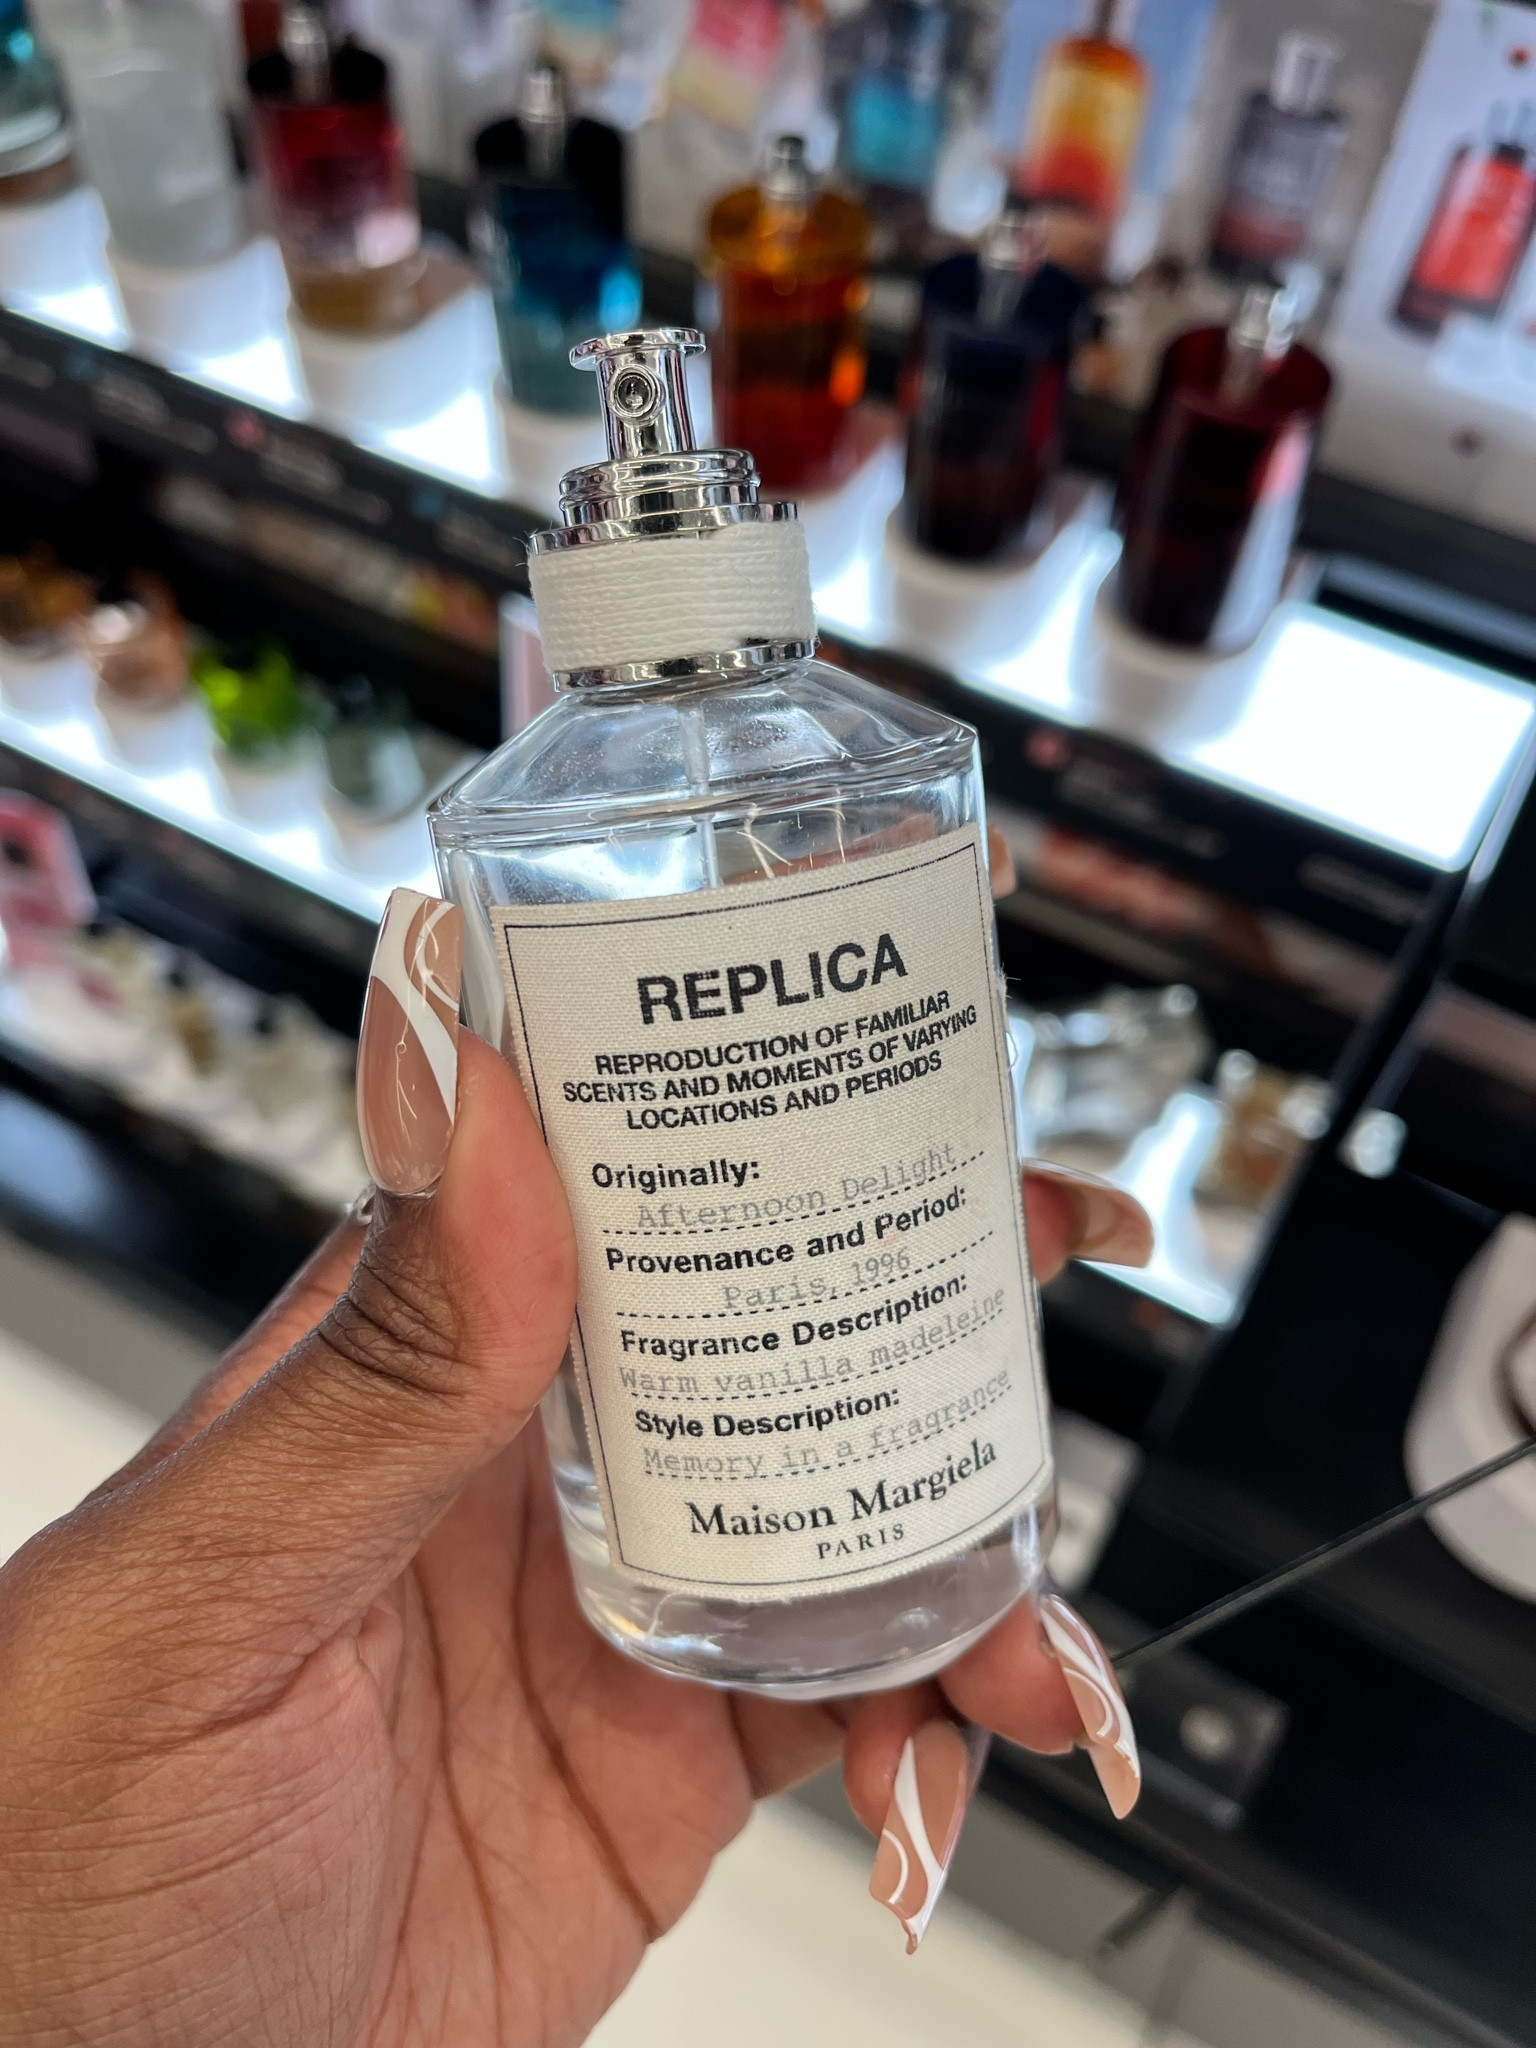 REPLICA
REPRODUCTION OF FAMILIAR
SCENTS AND MOMENTS OF VARYING
LOCATIONS AND PERIODS
Originally:
Afternoon Delight
Provenance and Period:
Paris, 1996
Fragrance Description:
Warm vanilla madeleine
Style Description:
Memory in a fragrance
Maison Margiela
PARIS